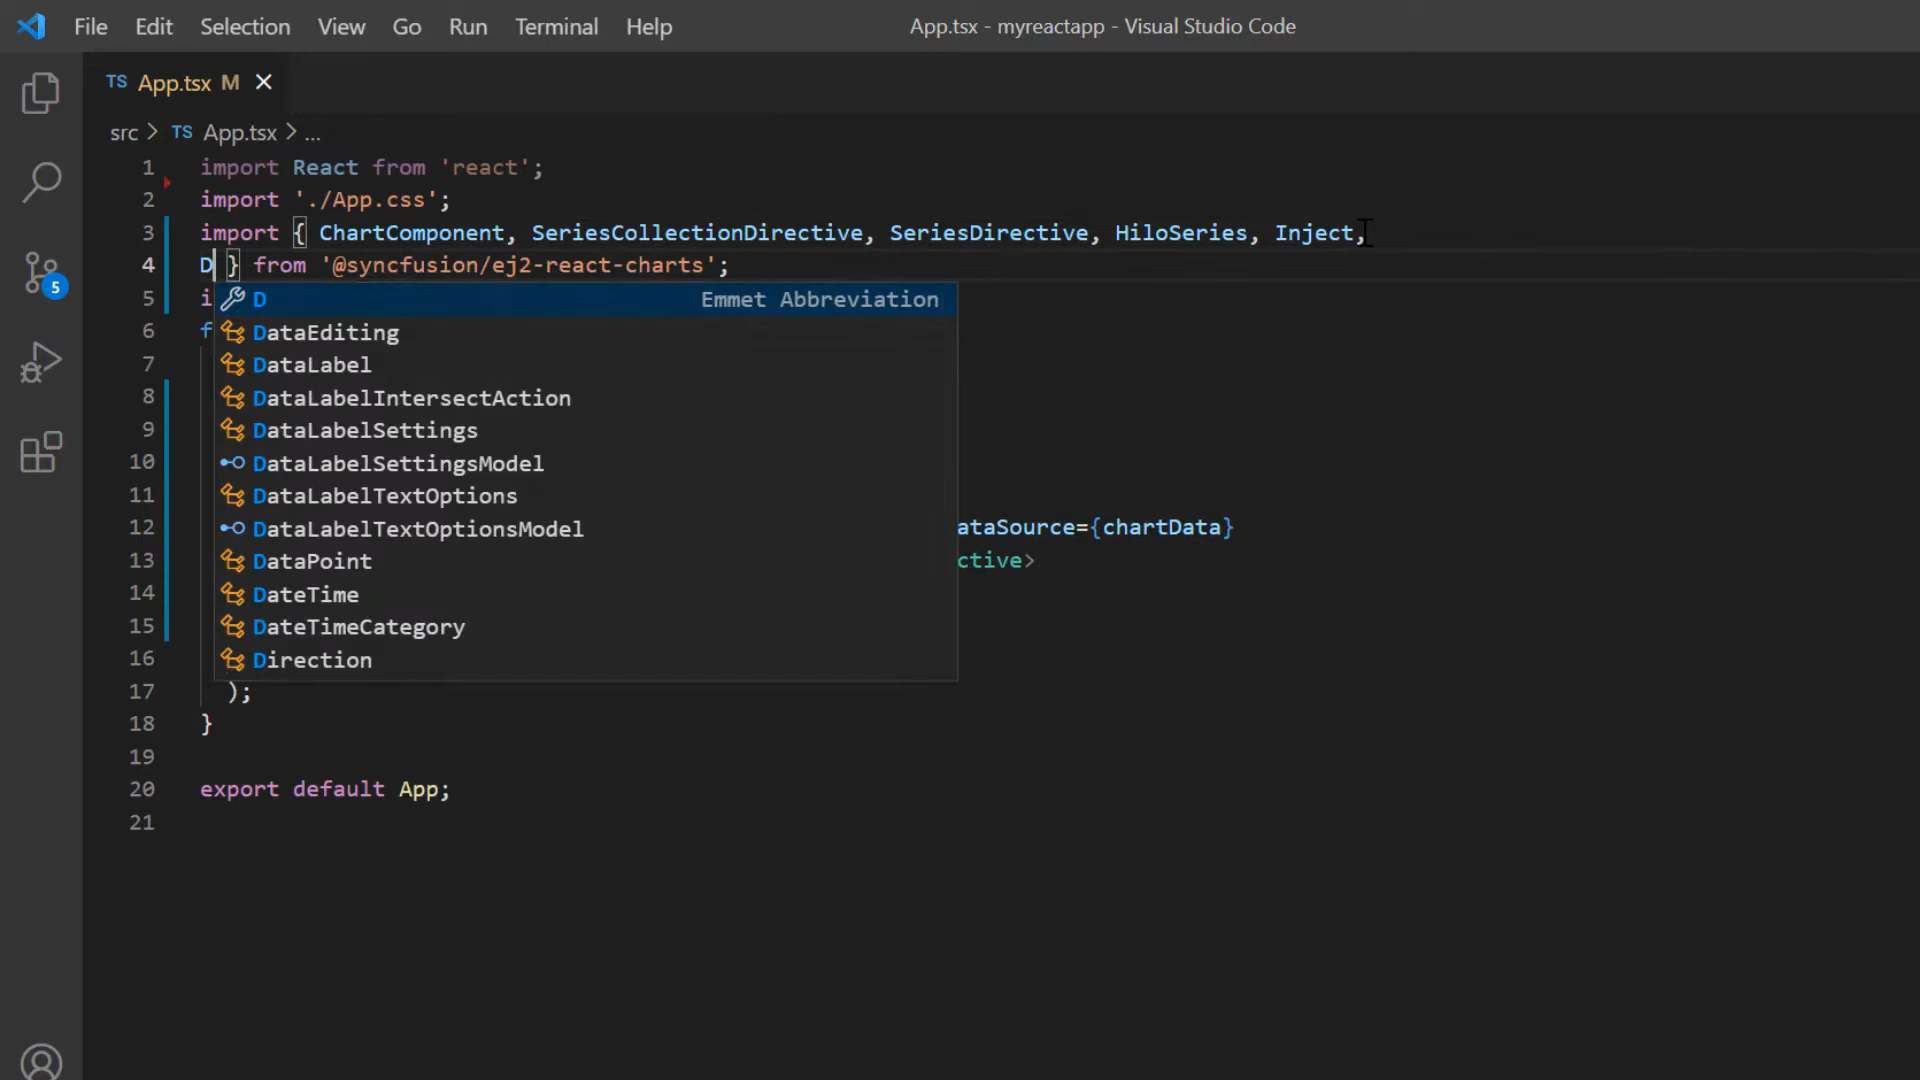 File Edit Selection View Go Run Terminal Help App.tsx - myreactapp - Visual Studio Code
TS App.tsx M
src > TS App.tsx > ...
1 import React from 'react';
2 import './App.css';
3 import { ChartComponent, SeriesCollectionDirective, SeriesDirective, HiloSeries, Inject,
4 D } from '@syncfusion/ej2-react-charts';
5 i
D Emmet Abbreviation
6 f
DataEditing
7
DataLabel
8
DataLabelIntersectAction
9
DataLabelSettings
10
DataLabelSettingsModel
11
DataLabelTextOptions
12 ataSource={chartData}
DataLabelTextOptionsModel
13 ctive>
DataPoint
14
DateTime
15
DateTimeCategory
16
Direction
17 );
18 }
19
20 export default App;
21
5